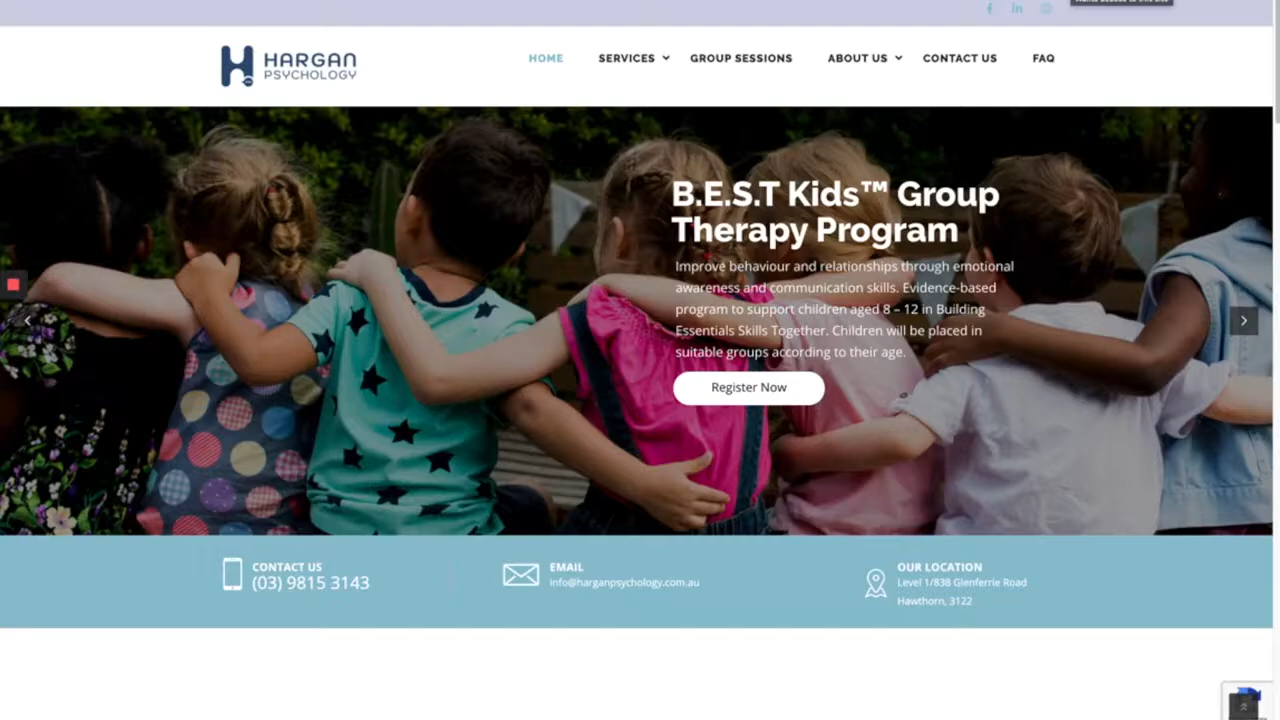 HARGAN
PSYCHOLOGY
HOME
SERVICES
GROUP SESSIONS
ABOUT US
CONTACT US
FAQ
B.E.S.T Kids™ Group
Therapy Program
Improve behaviour and relationships through emotional
awareness and communication skills. Evidence-based
program to support children aged 8 – 12 in Building
Essentials Skills Together. Children will be placed in
suitable groups according to their age.
Register Now
CONTACT US
(03) 9815 3143
EMAIL
info@harganpsychology.com.au
OUR LOCATION
Level 1/838 Glenferrie Road
Hawthorn, 3122